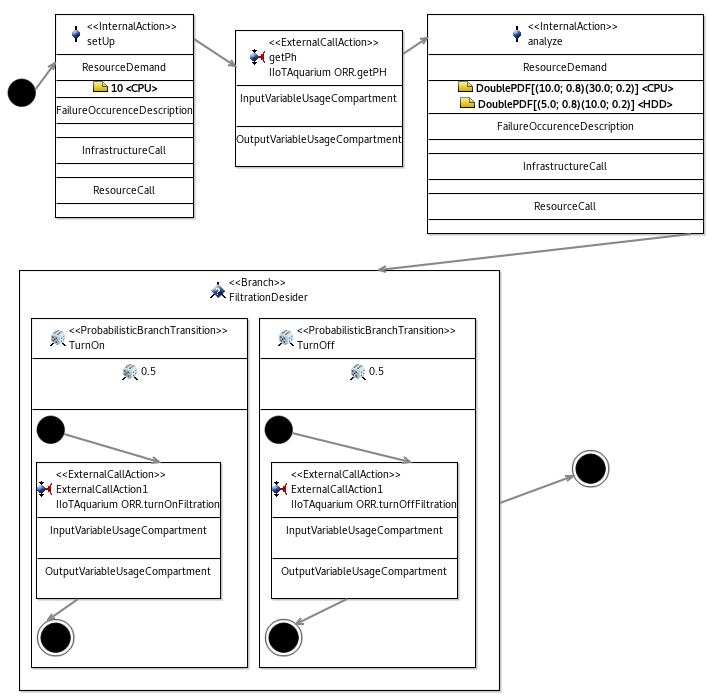 <<InternalAction>>
setUp
ResourceDemand
10 <CPU>
FailureOccurenceDescription
InfrastructureCall
ResourceCall
<<ExternalCallAction>>
getPh
IIoTAquarium ORR.getPH
InputVariableUsageCompartment
OutputVariableUsageCompartment
<<InternalAction>>
analyze
ResourceDemand
DoublePDF[(10.0; 0.8)(30.0; 0.2)] <CPU>
DoublePDF[(5.0; 0.8)(10.0; 0.2)] <HDD>
FailureOccurenceDescription
InfrastructureCall
ResourceCall
<<Branch>>
FiltrationDesider
<<ProbabilisticBranchTransition>>
TurnOn
0.5
<<ExternalCallAction>>
ExternalCallAction1
IIoTAquarium ORR.turnOnFiltration
InputVariableUsageCompartment
OutputVariableUsageCompartment
<<ProbabilisticBranchTransition>>
TurnOff
0.5
<<ExternalCallAction>>
ExternalCallAction1
IIoTAquarium ORR.turnOffFiltration
InputVariableUsageCompartment
OutputVariableUsageCompartment